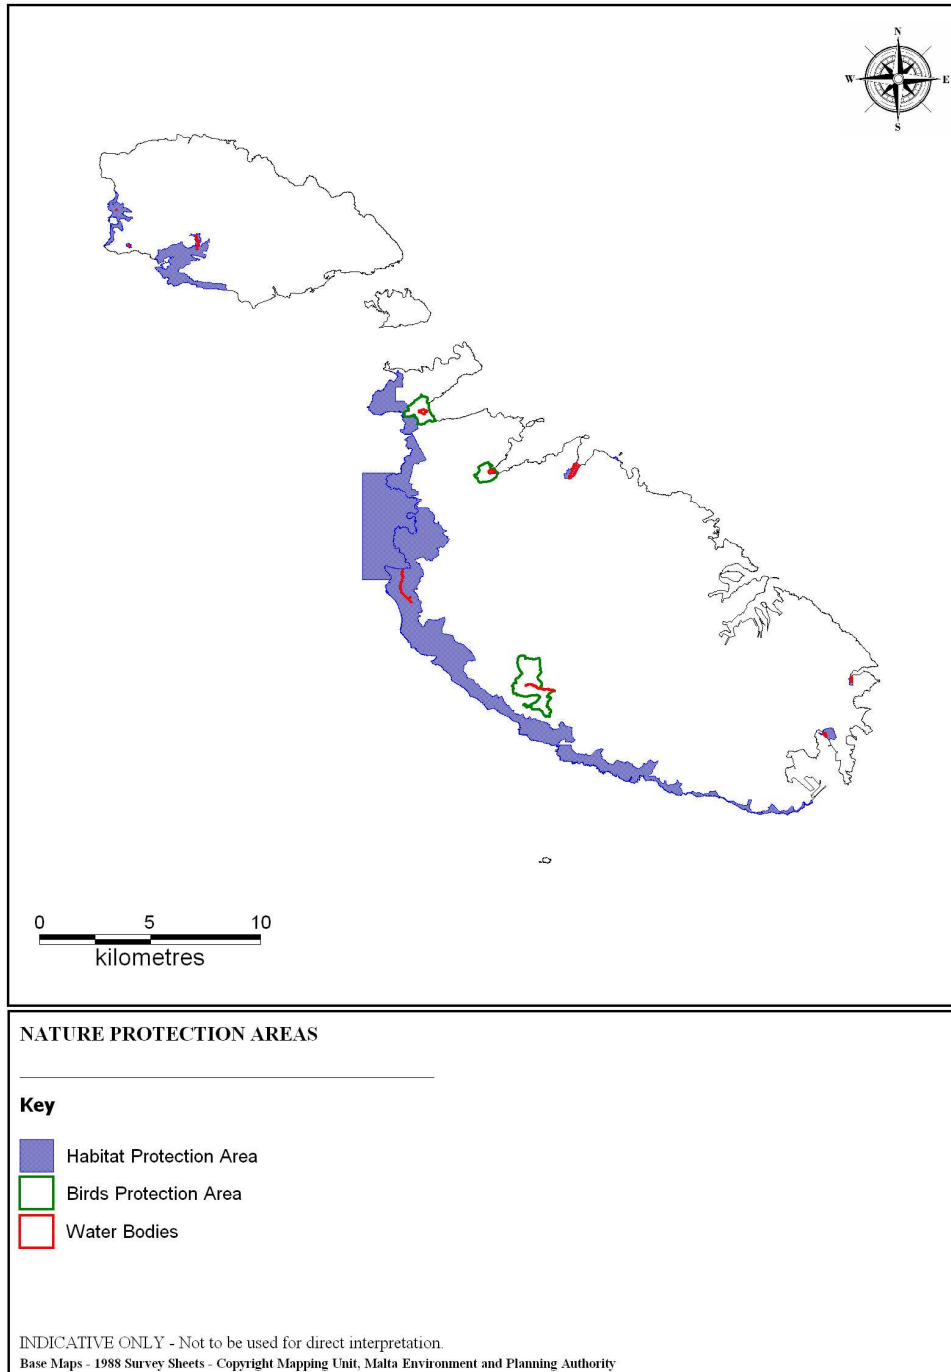 N
W E
S
0 5 10
kilometres
NATURE PROTECTION AREAS
Key
Habitat Protection Area
Birds Protection Area
Water Bodies
INDICATIVE ONLY - Not to be used for direct interpretation.
Base Maps - 1988 Survey Sheets - Copyright Mapping Unit, Malta Environment and Planning Authority